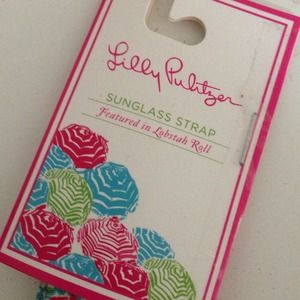 Lilly Pulitzer
SUNGLASS STRAP
Featured in Lobstah Roll